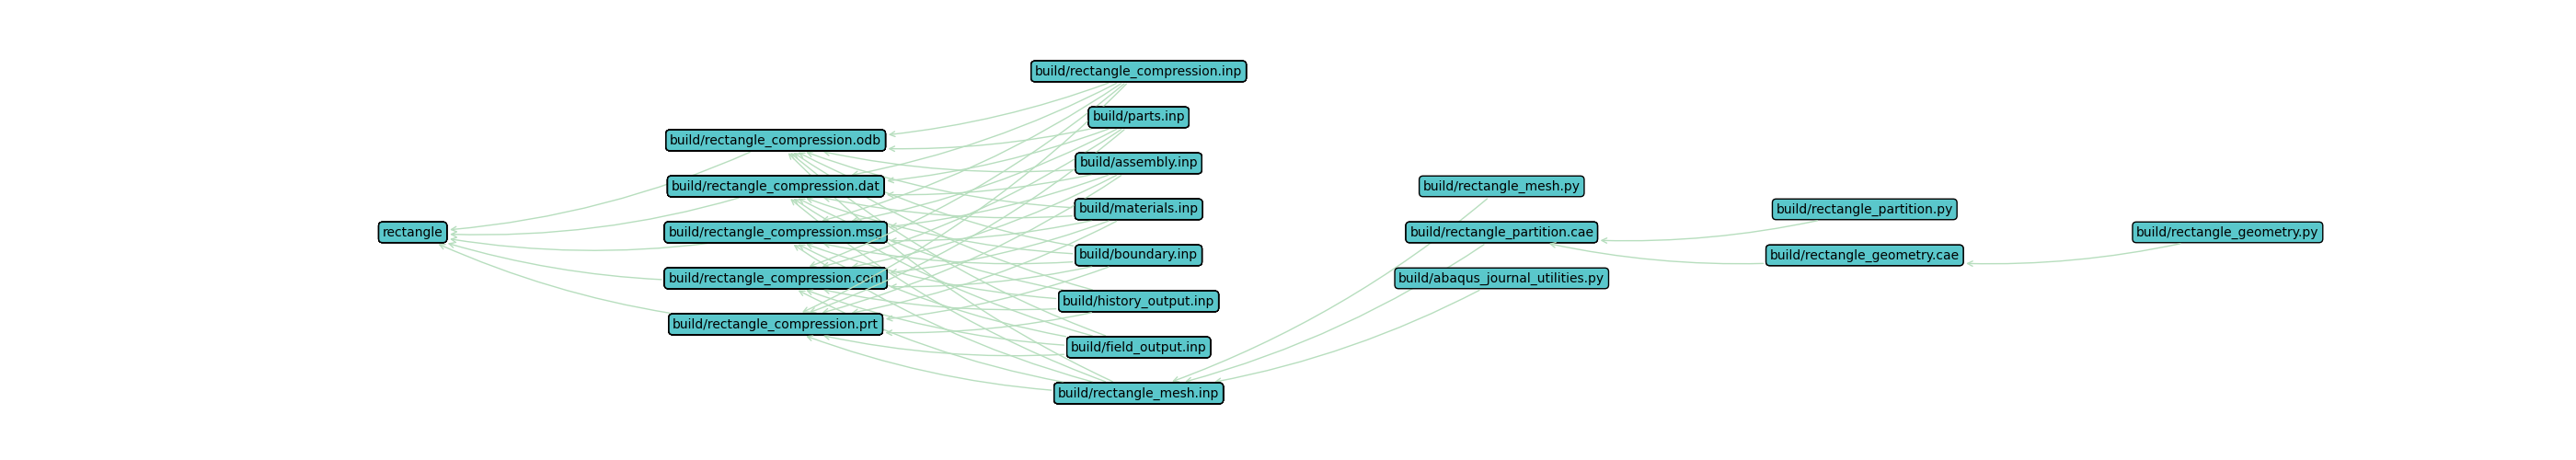 rectangle
build/rectangle_compression.odb
build/rectangle_compression.dat
build/rectangle_compression.msg
build/rectangle_compression.com
build/rectangle_compression.prt
build/rectangle_compression.inp
build/parts.inp
build/assembly.inp
build/materials.inp
build/boundary.inp
build/history_output.inp
build/field_output.inp
build/rectangle_mesh.inp
build/rectangle_mesh.py
build/rectangle_partition.cae
build/abaqus_journal_utilities.py
build/rectangle_partition.py
build/rectangle_geometry.cae
build/rectangle_geometry.py